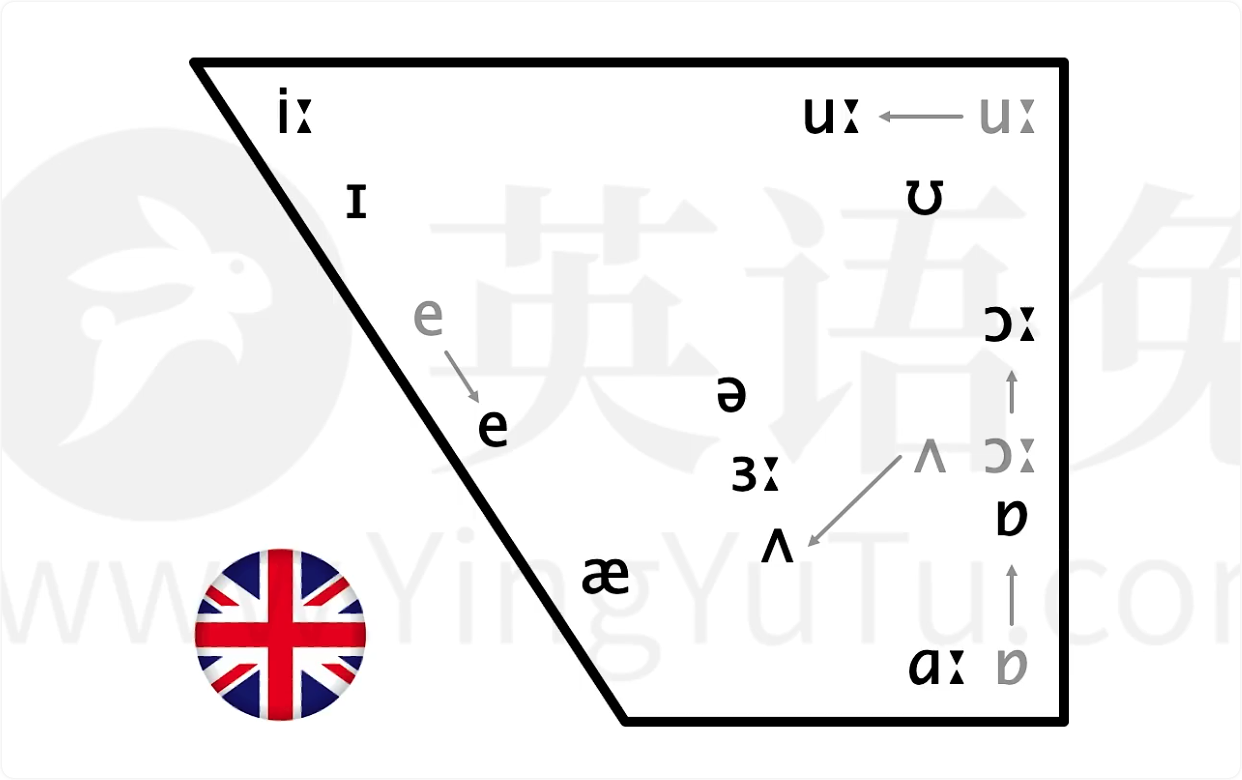 iː uː uː
ɪ ʊ
e ɔː
ə
e
ɜː ʌ ɔː
ɒ
ʌ
æ
ɑː ɒ
英语兔
www.YingYuTu.com